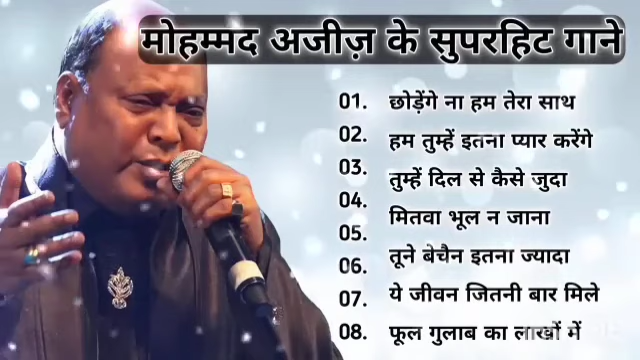 मोहम्मद अजीज़ के सुपरहिट गाने
01. छोड़ेंगे ना हम तेरा साथ
02. हम तुम्हें इतना प्यार करेंगे
03. तुम्हें दिल से कैसे जुदा
04. मितवा भूल न जाना
05. तूने बेचैन इतना ज्यादा
06. ये जीवन जितनी बार मिले
07. फूल गुलाब का लाखों में
08.